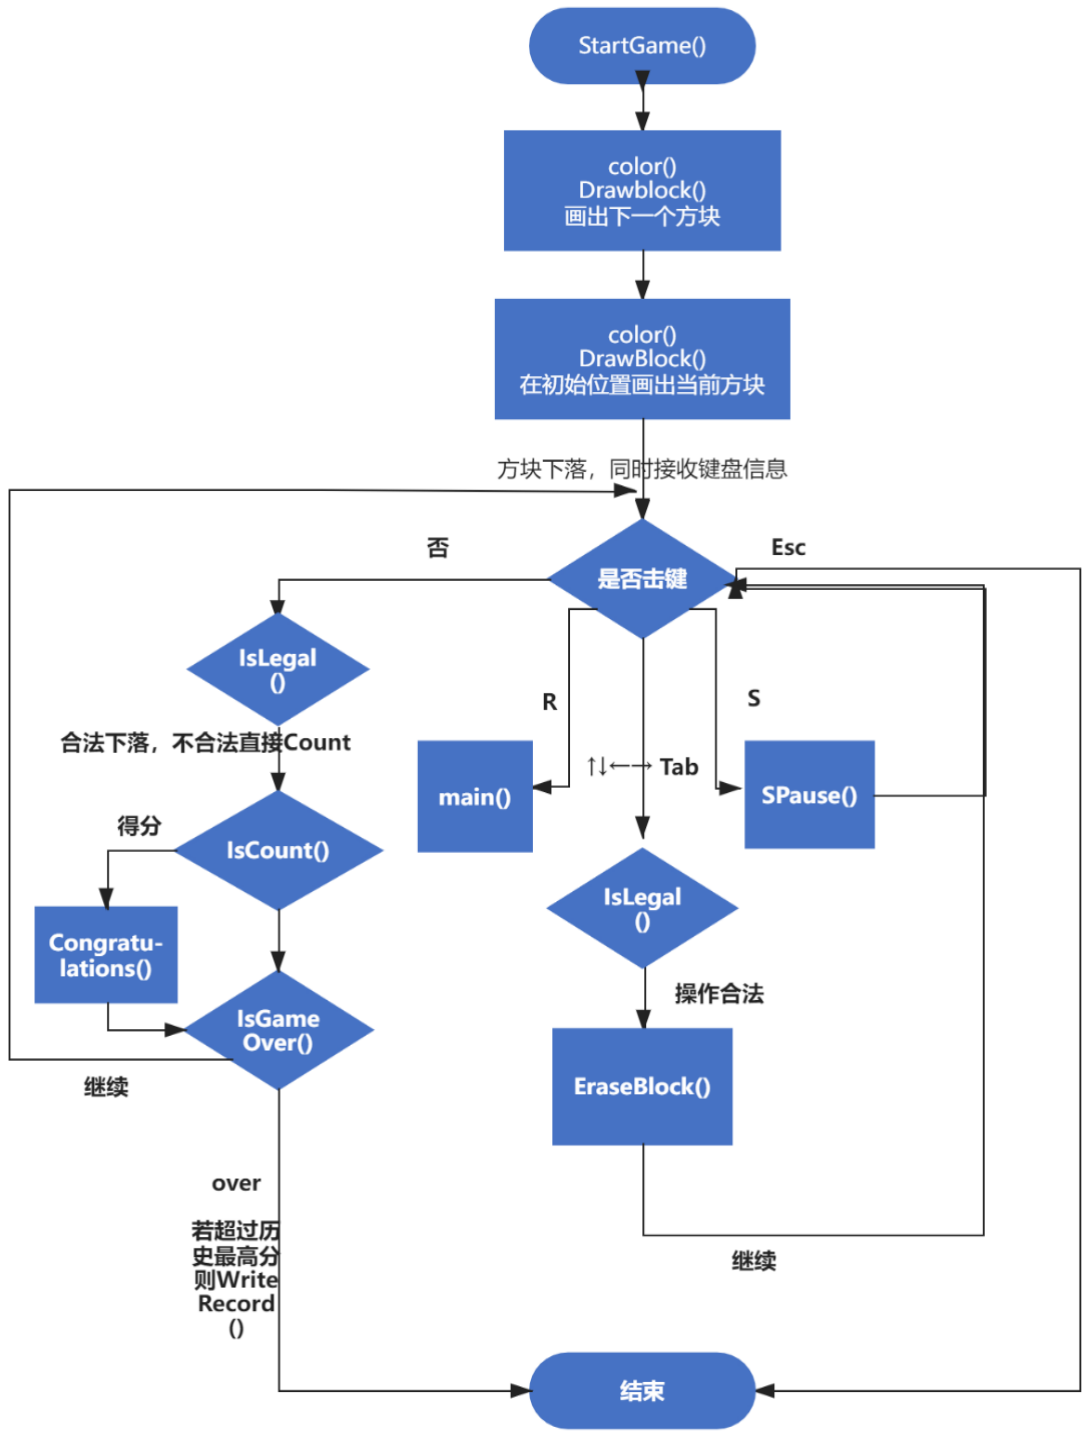 StartGame()
color()
Drawblock()
画出下一个方块
color()
DrawBlock()
在初始位置画出当前方块
方块下落，同时接收键盘信息
否
Esc
是否击键
IsLegal
()
R
S
合法下落，不合法直接Count
↑↓←→ Tab
main()
SPause()
得分
IsCount()
IsLegal
()
Congratu-
lations()
操作合法
IsGame
Over()
继续
EraseBlock()
over
若超过历
史最高分
则Write
Record
()
继续
结束